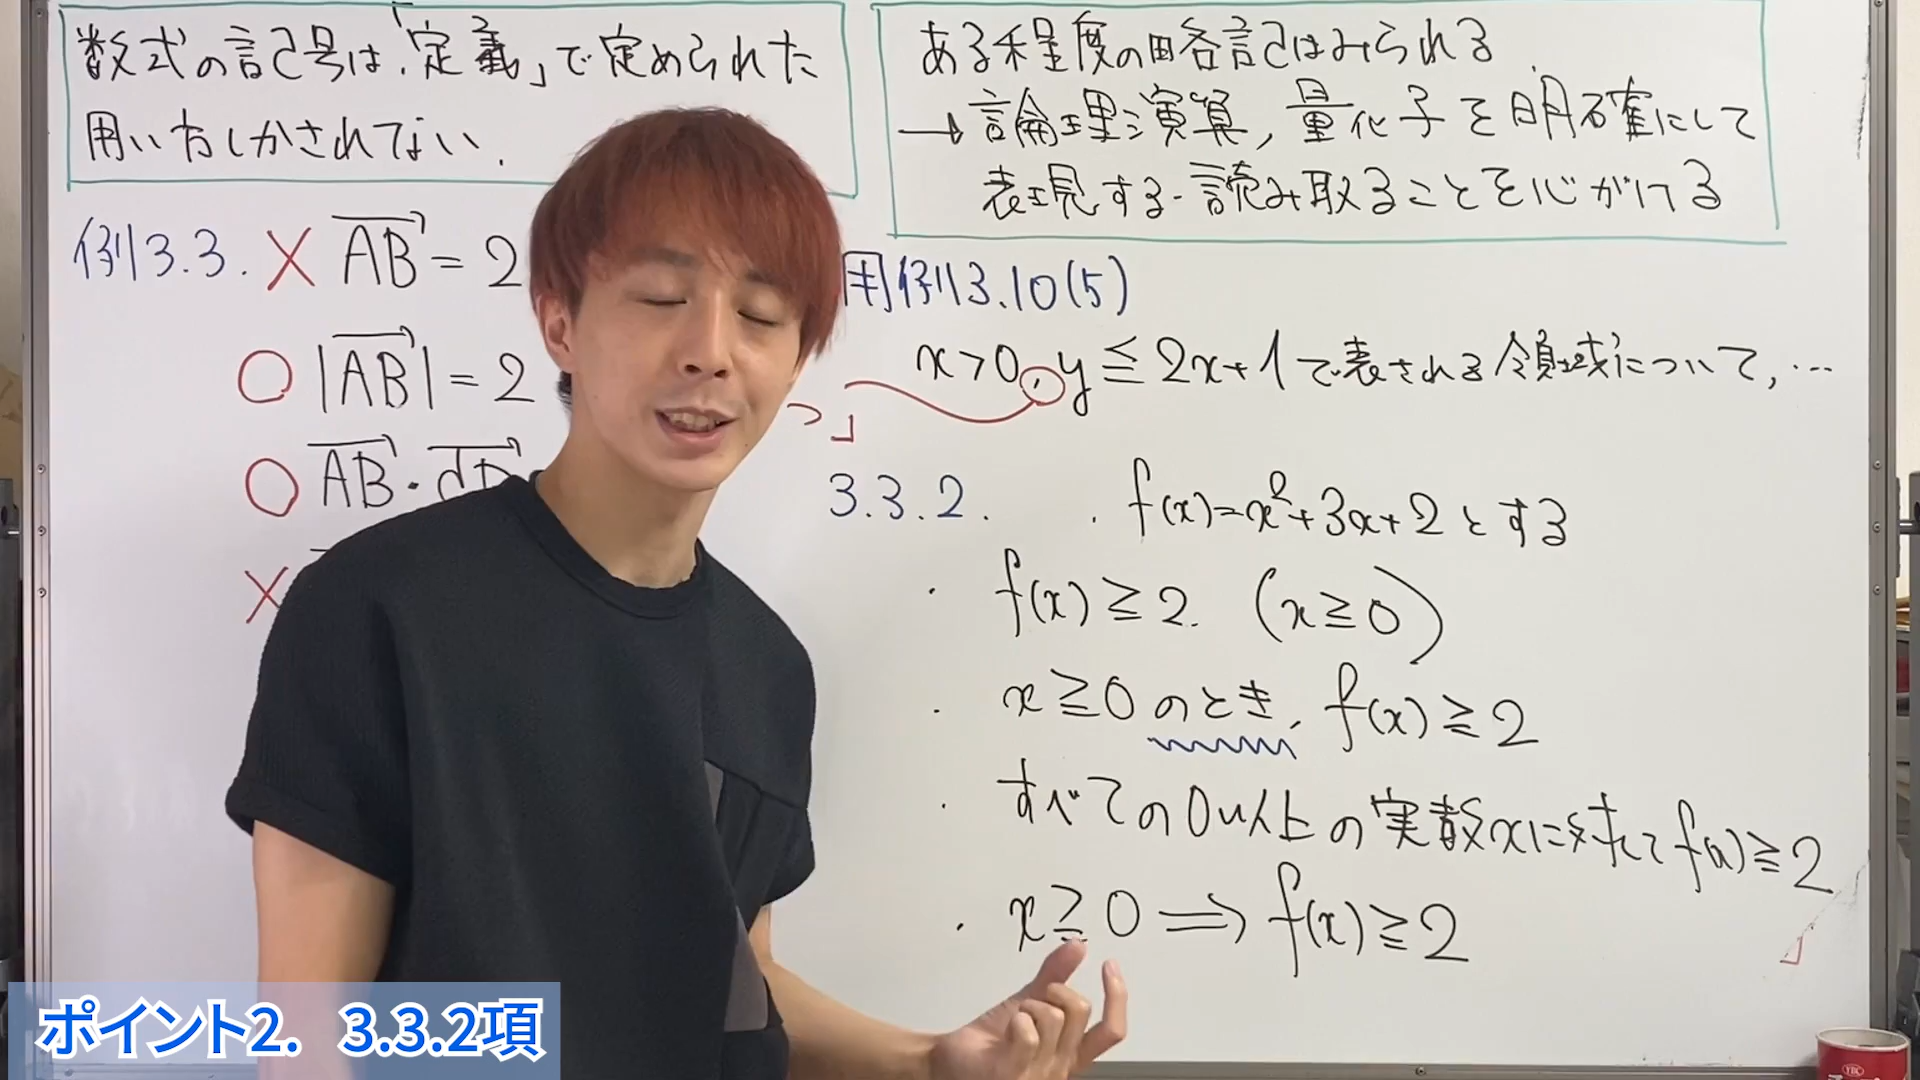 数式の記号は、「定義」で定められた
用い方しかされてない.
例3.3. × AB = 2
○ |AB| = 2
○ AB・CD
×
ある程度の略記はみられる
→ 論理演算, 量化子を明確にして
表現する・読み取ることを心がける
用例3.10(5)
x>0, y≦2x+1で表される領域について, …
3.3.2.
・ f(x)=x²+3x+2とする
・ f(x)≧2. (x≧0)
・ x≧0のとき, f(x)≧2
・ すべての0以上の実数xに対してf(x)≧2
・ x≧0 ⟹ f(x)≧2
ポイント2. 3.3.2項
YBC